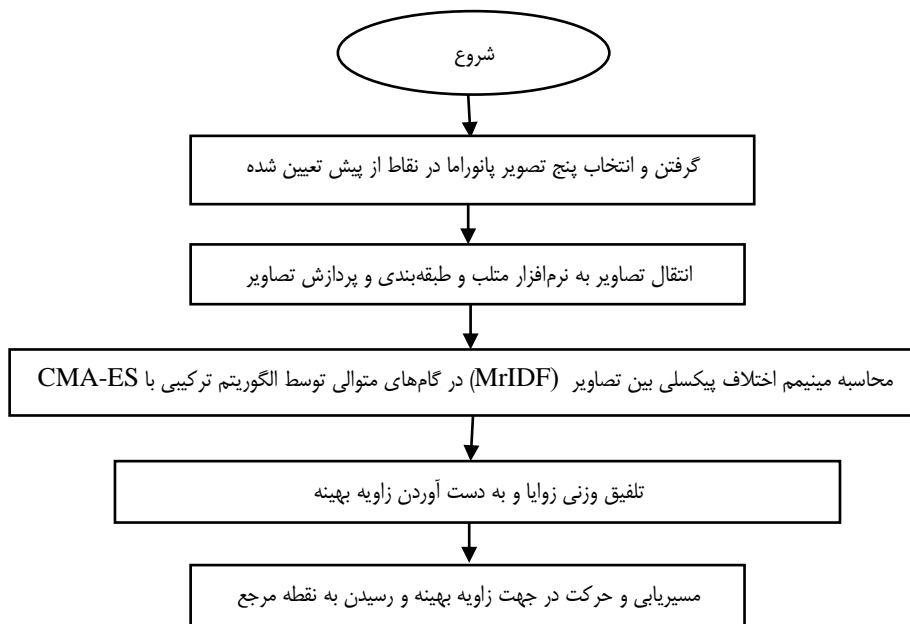 شروع
گرفتن و انتخاب پنج تصویر پانوراما در نقاط از پیش تعیین شده
انتقال تصاویر به نرم‌افزار متلب و طبقه‌بندی و پردازش تصاویر
محاسبه مینیمم اختلاف پیکسلی بین تصاویر (MrIDF) در گام‌های متوالی توسط الگوریتم ترکیبی با CMA-ES
تلفیق وزنی زوایا و به دست آوردن زاویه بهینه
مسیریابی و حرکت در جهت زاویه بهینه و رسیدن به نقطه مرجع